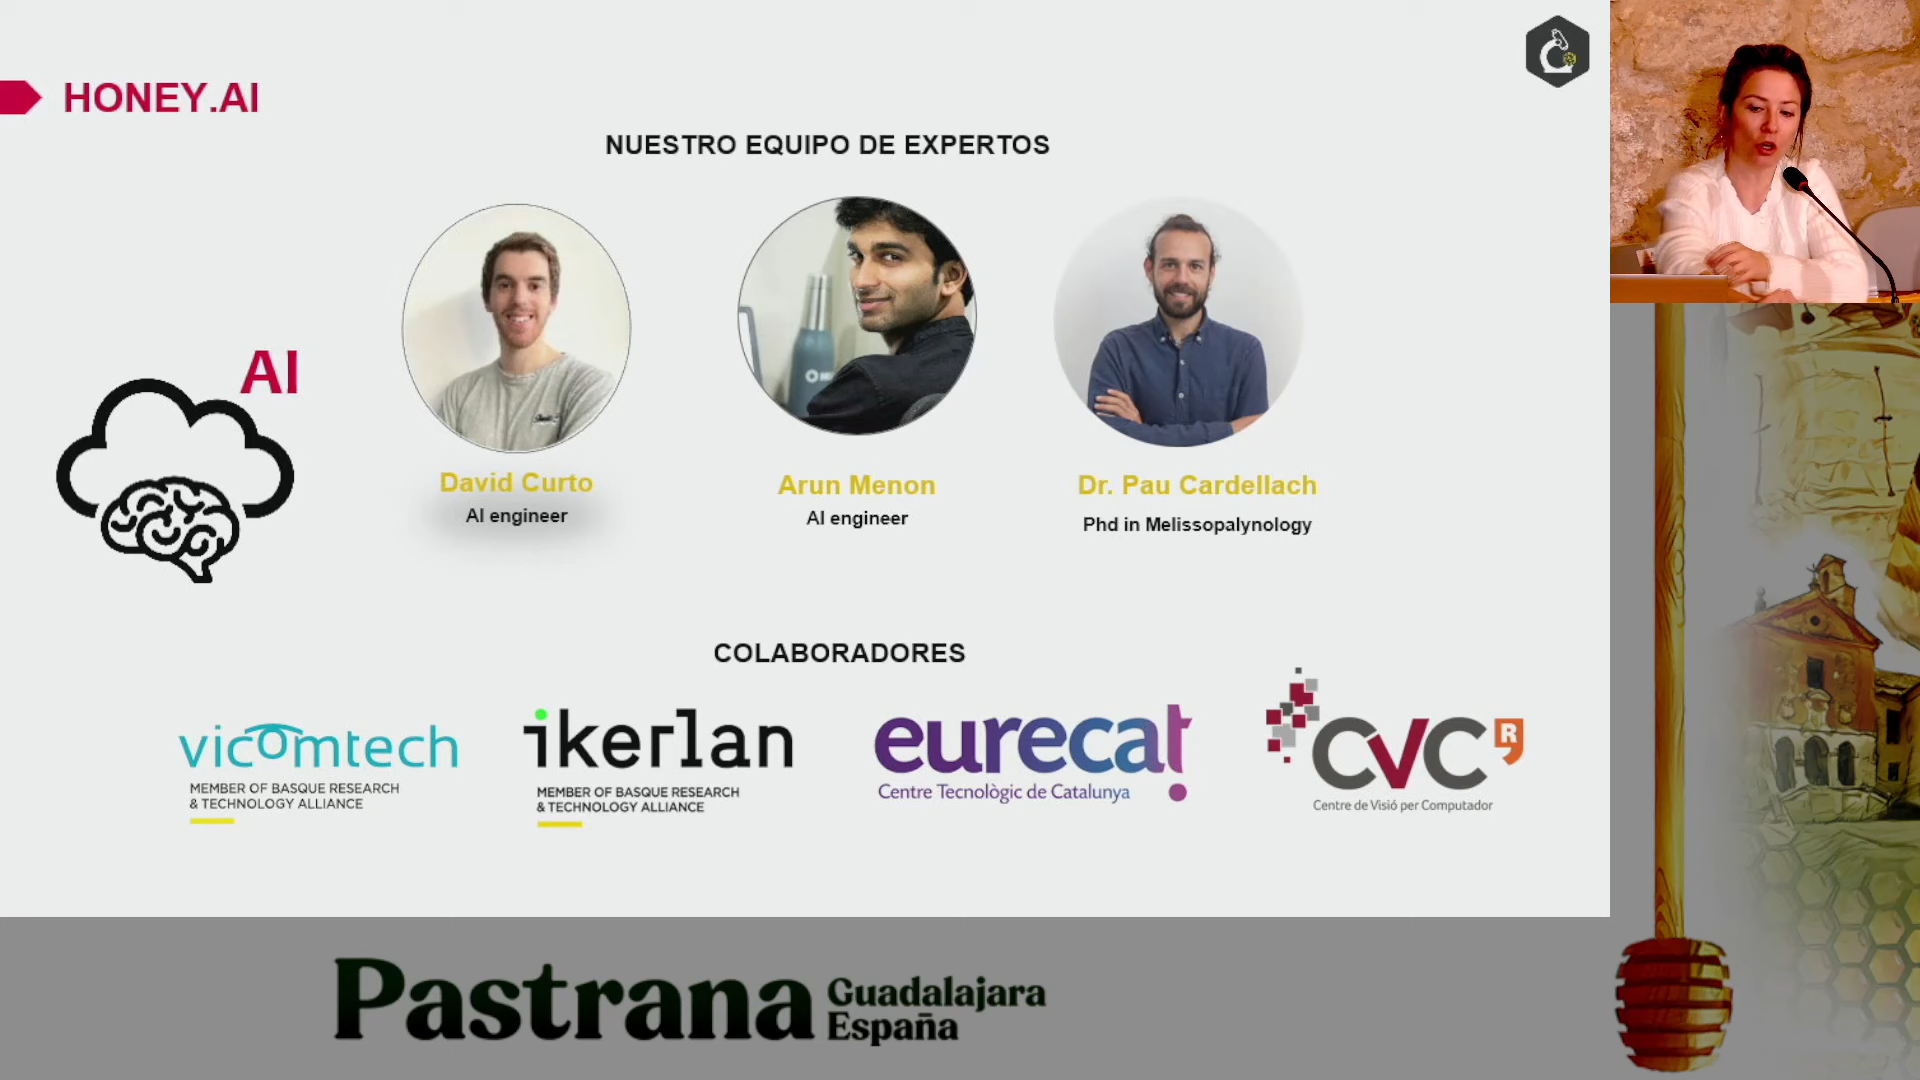 HONEY.AI
NUESTRO EQUIPO DE EXPERTOS
AI
David Curto
AI engineer
Arun Menon
AI engineer
Dr. Pau Cardellach
Phd in Melissopalynology
COLABORADORES
vicomtech
MEMBER OF BASQUE RESEARCH
& TECHNOLOGY ALLIANCE
ikerlan
MEMBER OF BASQUE RESEARCH
& TECHNOLOGY ALLIANCE
eurecat
Centre Tecnològic de Catalunya
CVC R
Centre de Visió per Computador
Pastrana
Guadalajara
España